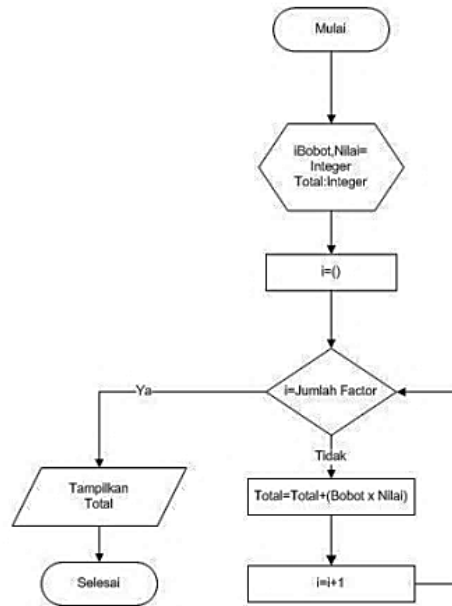 Mulai
iBobot,Nilai=
Integer
Total:Integer
i=()
i=Jumlah Factor
Ya
Tidak
Tampilkan
Total
Total=Total+(Bobot x Nilai)
Selesai
i=i+1